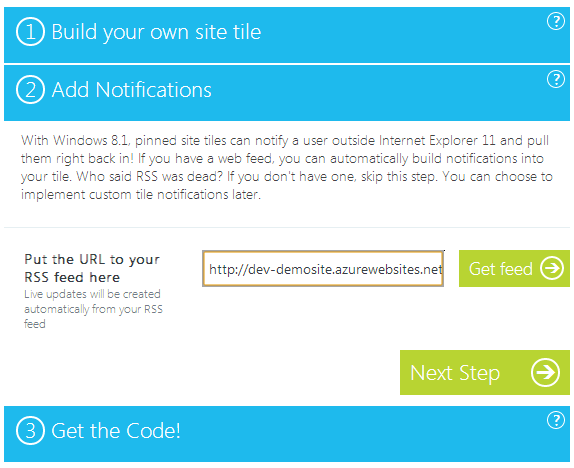 1 Build your own site tile
?
2 Add Notifications
?
With Windows 8.1, pinned site tiles can notify a user outside Internet Explorer 11 and pull
them right back in! If you have a web feed, you can automatically build notifications into
your tile. Who said RSS was dead? If you don't have one, skip this step. You can choose to
implement custom tile notifications later.
Put the URL to your
RSS feed here
Live updates will be created
automatically from your RSS
feed
http://dev-demosite.azurewebsites.net
Get feed
Next Step
3 Get the Code!
?